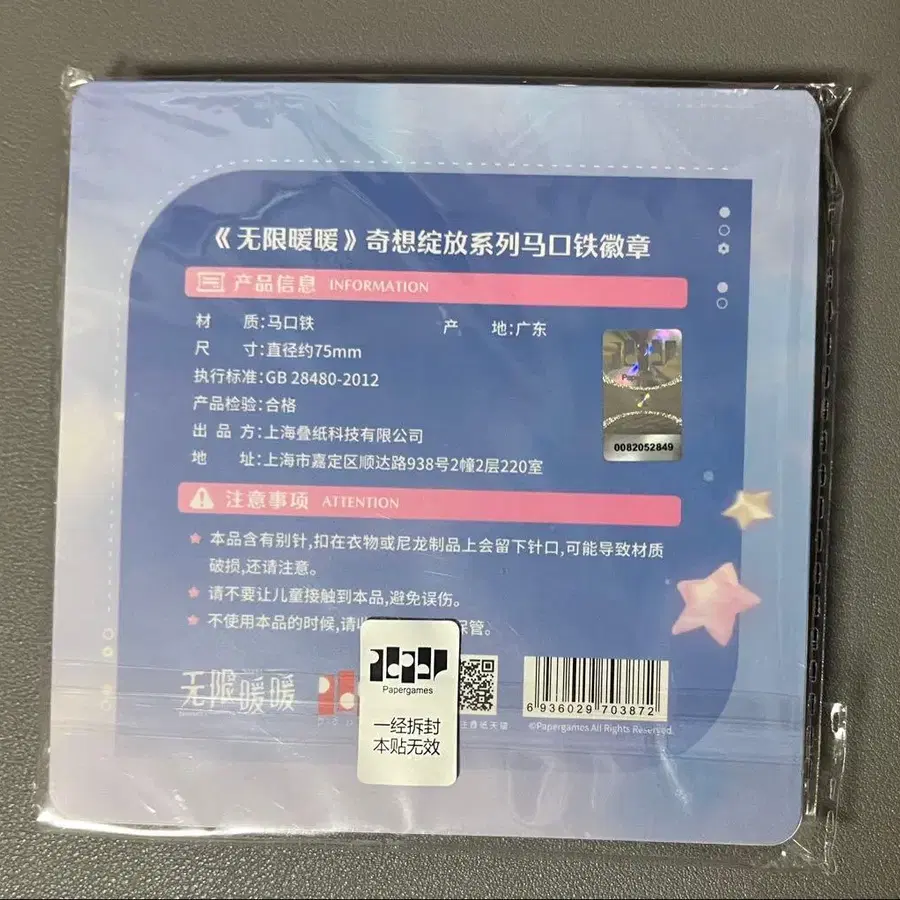 《无限暖暖》奇想绽放系列马口铁徽章
产品信息 INFORMATION
材 质:马口铁 产 地:广东
尺 寸:直径约75mm
执行标准:GB 28480-2012
产品检验:合格
出 品 方:上海叠纸科技有限公司
地 址:上海市嘉定区顺达路938号2幢2层220室
0082052849
注意事项 ATTENTION
本品含有别针,扣在衣物或尼龙制品上会留下针口,可能导致材质
破损,还请注意。
请不要让儿童接触到本品,避免误伤。
不使用本品的时候,请 保管。
无限暖暖
Papergames
一经拆封
本贴无效
6 936029 703872
©Papergames All Rights Reserved.